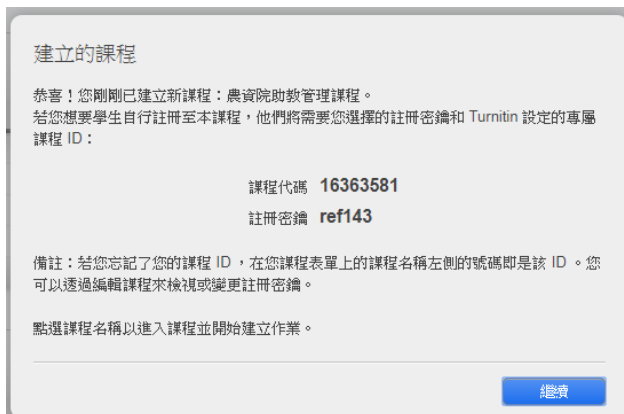 建立的課程
恭喜！您剛剛已建立新課程：農資院助教管理課程。
若您想要學生自行註冊至本課程，他們將需要您選擇的註冊密鑰和 Turnitin 設定的專屬
課程 ID：
課程代碼 16363581
註冊密鑰 ref143
備註：若您忘記了您的課程 ID ，在您課程表單上的課程名稱左側的號碼即是該 ID 。您
可以透過編輯課程來檢視或變更註冊密鑰。
點選課程名稱以進入課程並開始建立作業。
繼續